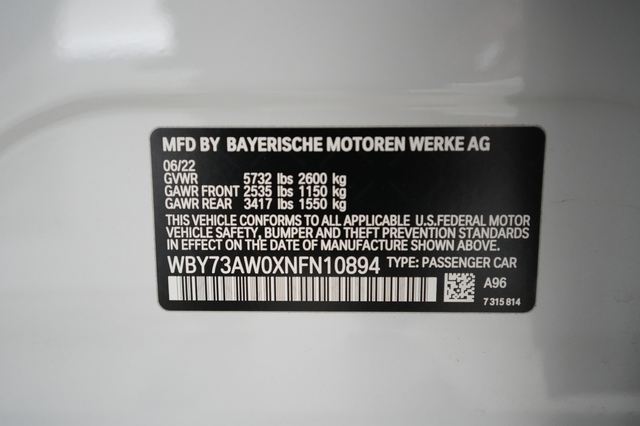 MFD BY BAYERISCHE MOTOREN WERKE AG
06/22
GVWR 5732 lbs 2600 kg
GAWR FRONT 2535 lbs 1150 kg
GAWR REAR 3417 lbs 1550 kg
THIS VEHICLE CONFORMS TO ALL APPLICABLE U.S.FEDERAL MOTOR
VEHICLE SAFETY, BUMPER AND THEFT PREVENTION STANDARDS
IN EFFECT ON THE DATE OF MANUFACTURE SHOWN ABOVE.
WBY73AW0XNFN10894 TYPE: PASSENGER CAR
A96
7 315 814